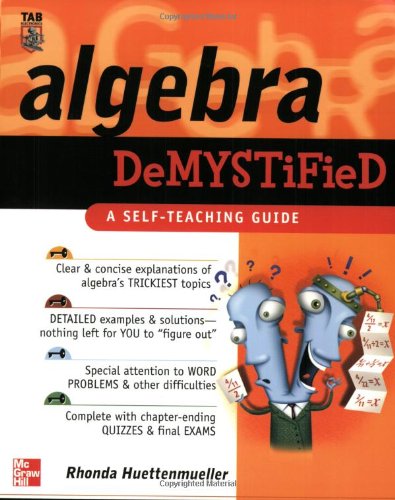 TAB
ELECTRONICS
algebra
DeMYSTiFieD
A SELF-TEACHING GUIDE
Clear & concise explanations of
algebra's TRICKIEST topics
DETAILED examples & solutions—
nothing left for YOU to "figure out"
Special attention to WORD
PROBLEMS & other difficulties
Complete with chapter-ending
QUIZZES & final EXAMS
Mc
Graw
Hill
Rhonda Huettenmueller